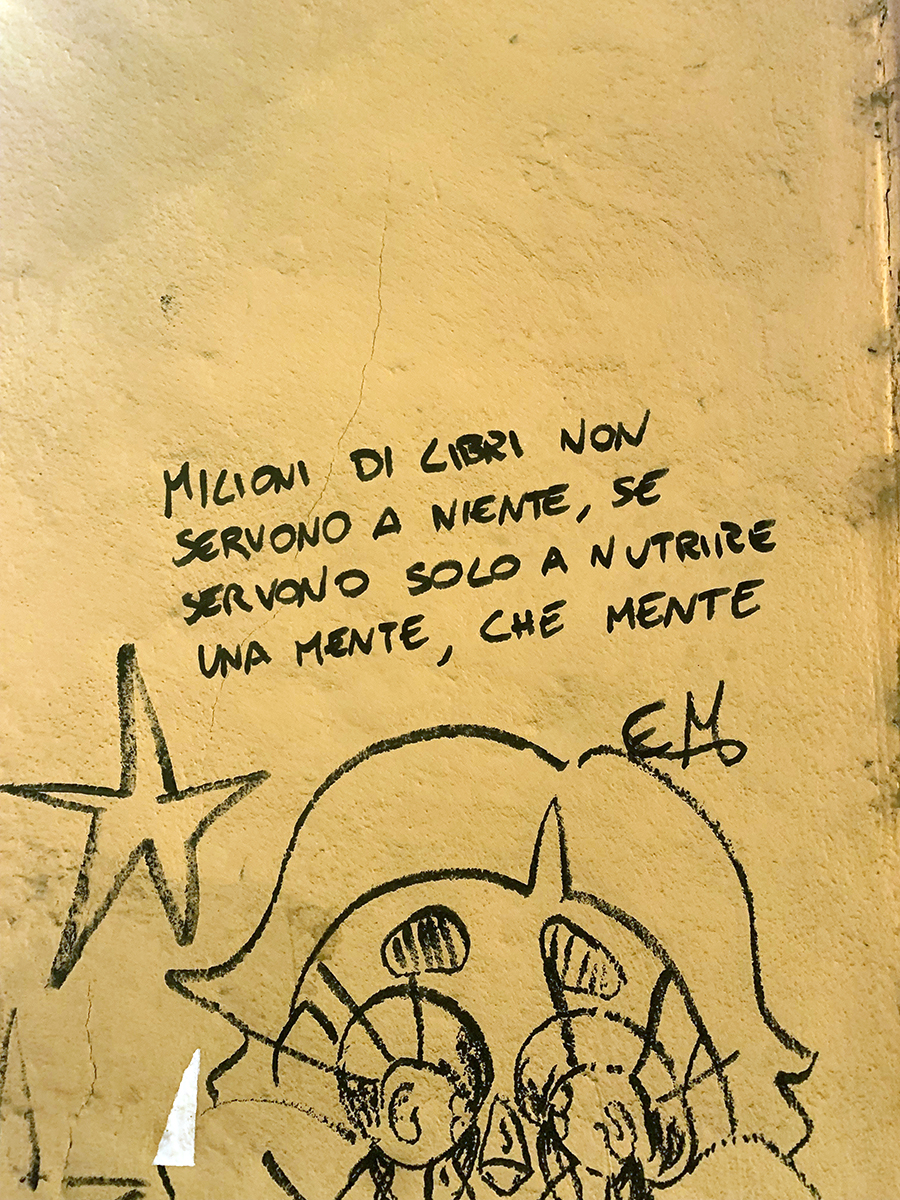 MILIONI DI LIBRI NON
SERVONO A NIENTE, SE
SERVONO SOLO A NUTRIRE
UNA MENTE, CHE MENTE
EM